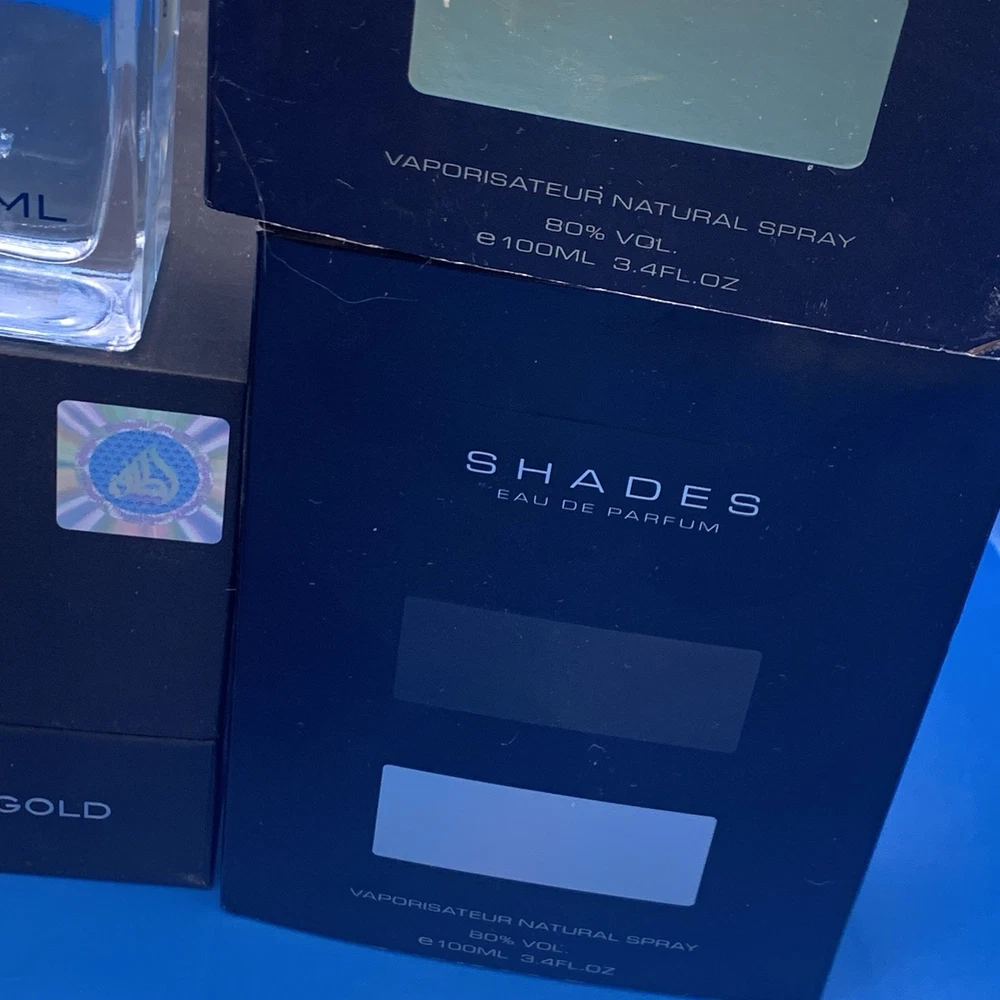 ML
VAPORISATEUR NATURAL SPRAY
80% VOL.
e 100ML 3.4FL.OZ
SHADES
EAU DE PARFUM
GOLD
VAPORISATEUR NATURAL SPRAY
80% VOL.
e 100ML 3.4FL.OZ